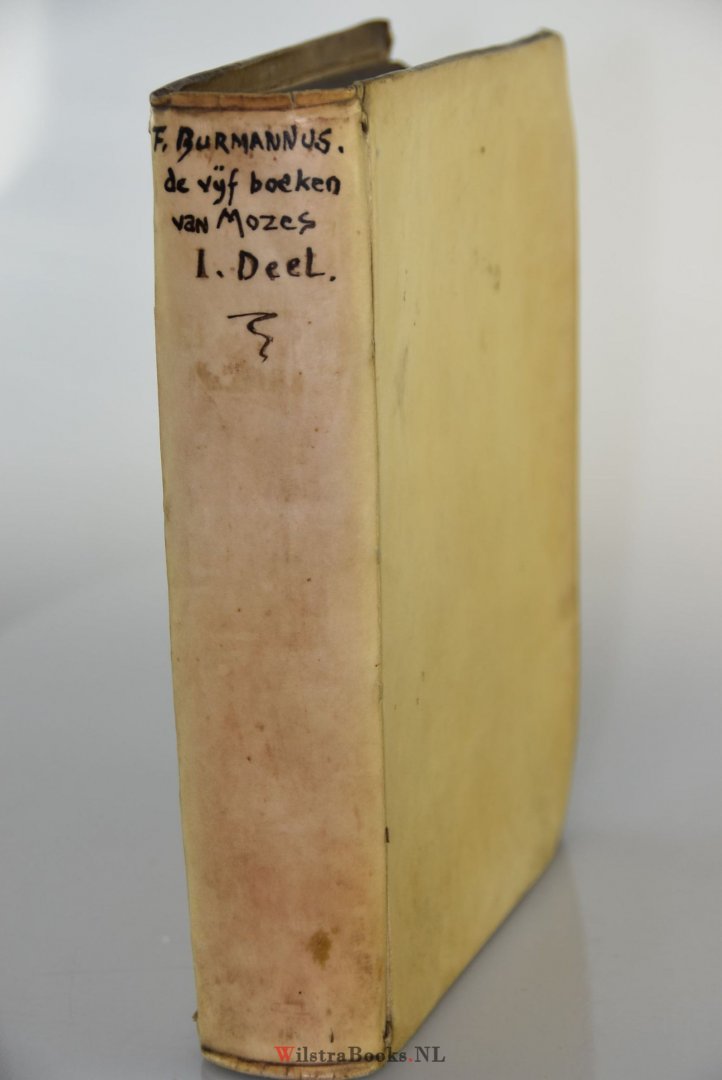 F. BURMANNUS.
de vijf boeken
van Mozes
I. Deel.
WilstraBooks.NL